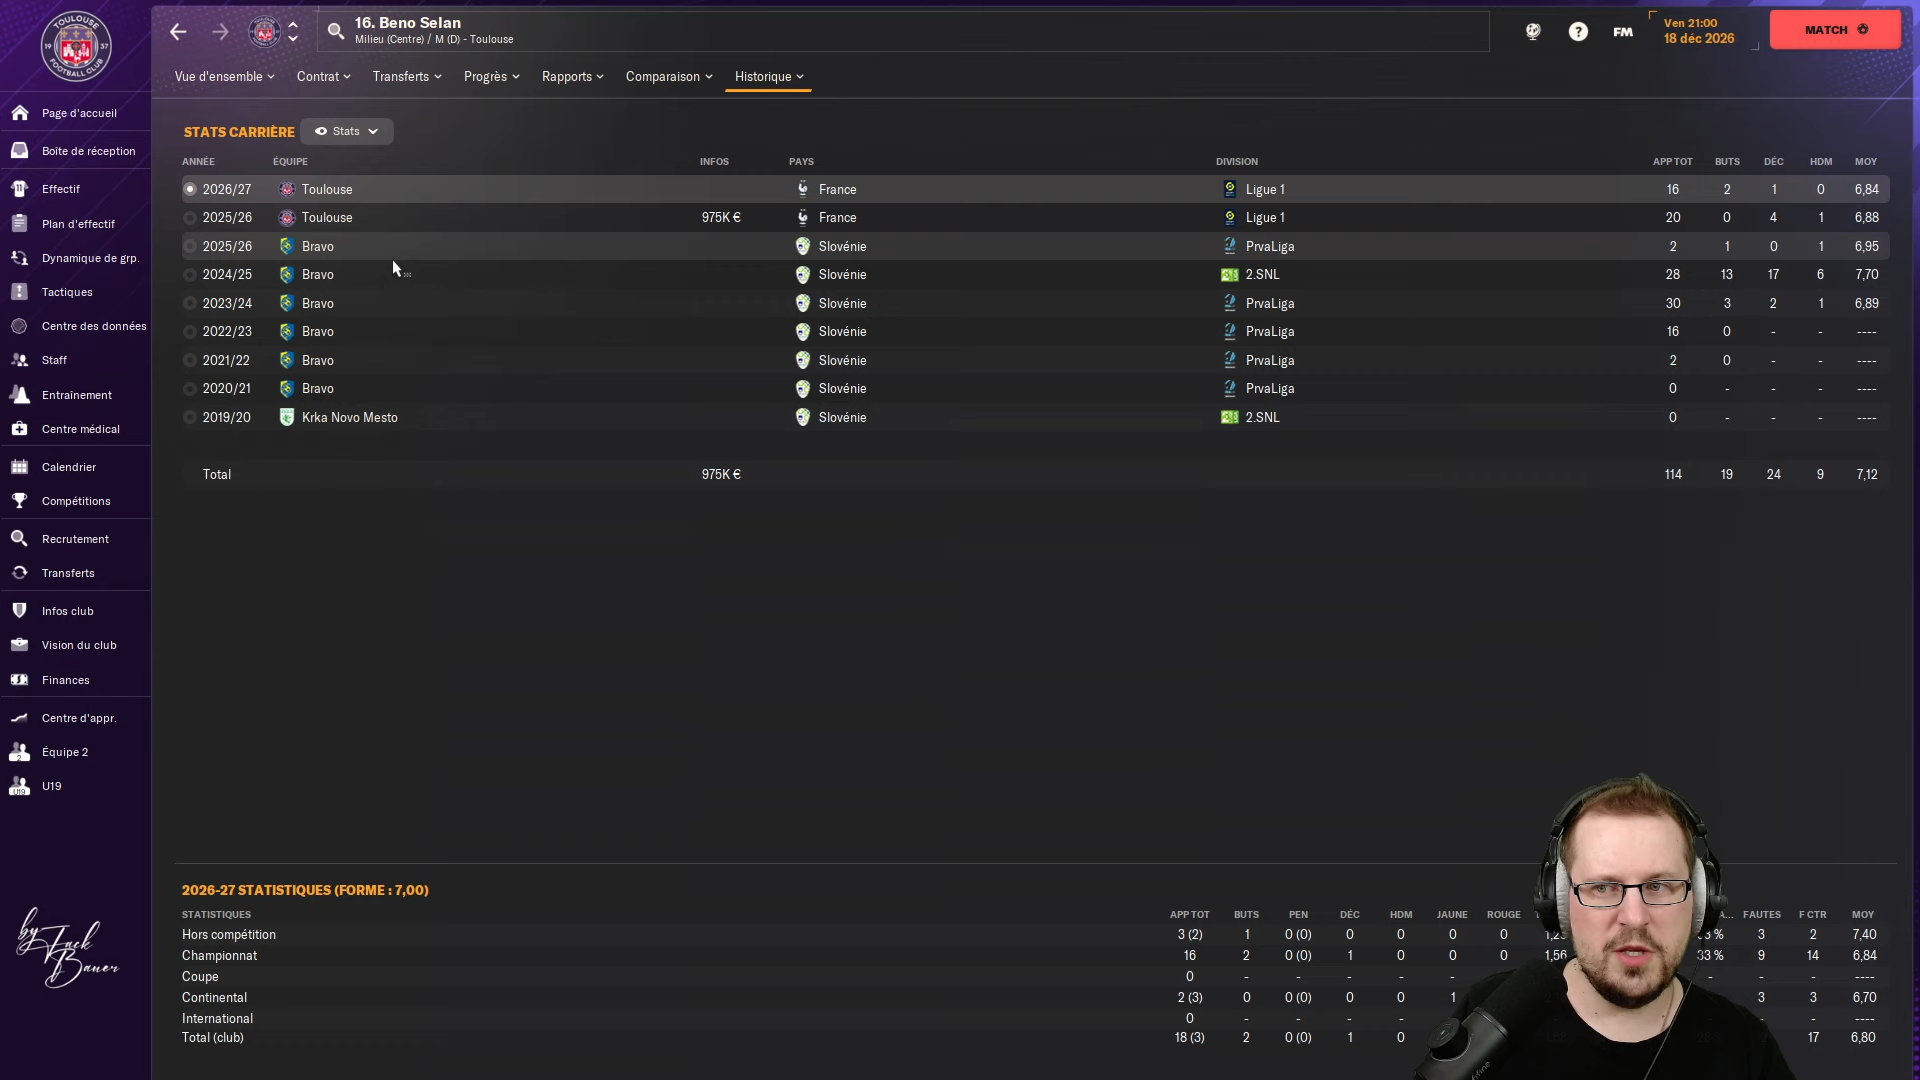 TOULOUSE
19 37
FOOTBALL CLUB
16. Beno Selan
Milieu (Centre) / M (D) - Toulouse
FM
Ven 21:00
18 déc 2026
MATCH
Vue d'ensemble Contrat Transferts Progrès Rapports Comparaison Historique
Page d'accueil
Boîte de réception
Effectif
Plan d'effectif
Dynamique de grp.
Tactiques
Centre des données
Staff
Entraînement
Centre médical
Calendrier
Compétitions
Recrutement
Transferts
Infos club
Vision du club
Finances
Centre d'appr.
Équipe 2
U19
by Jack
Bauer
STATS CARRIÈRE Stats
ANNÉE ÉQUIPE INFOS PAYS DIVISION APP TOT BUTS DÉC HDM MOY
2026/27 Toulouse France Ligue 1 16 2 1 0 6,84
2025/26 Toulouse 975K € France Ligue 1 20 0 4 1 6,88
2025/26 Bravo Slovénie PrvaLiga 2 1 0 1 6,95
2024/25 Bravo Slovénie 2.SNL 28 13 17 6 7,70
2023/24 Bravo Slovénie PrvaLiga 30 3 2 1 6,89
2022/23 Bravo Slovénie PrvaLiga 16 0 - - ----
2021/22 Bravo Slovénie PrvaLiga 2 0 - - ----
2020/21 Bravo Slovénie PrvaLiga 0 - - - ----
2019/20 Krka Novo Mesto Slovénie 2.SNL 0 - - - ----
Total 975K € 114 19 24 9 7,12
2026-27 STATISTIQUES (FORME : 7,00)
STATISTIQUES APP TOT BUTS PEN DÉC HDM JAUNE ROUGE FAUTES F CTR MOY
Hors compétition 3 (2) 1 0 (0) 0 0 0 0 3 2 7,40
Championnat 16 2 0 (0) 1 0 0 0 1,56 33 % 9 14 6,84
Coupe 0 - - - - - - - - - ----
Continental 2 (3) 0 0 (0) 0 0 1 3 3 6,70
International 0 - - - - - - - - ----
Total (club) 18 (3) 2 0 (0) 1 0 17 6,80